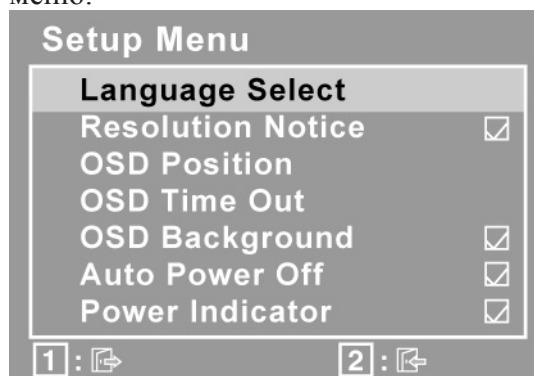 Setup Menu
Language Select
Resolution Notice
OSD Position
OSD Time Out
OSD Background
Auto Power Off
Power Indicator
1: 2: